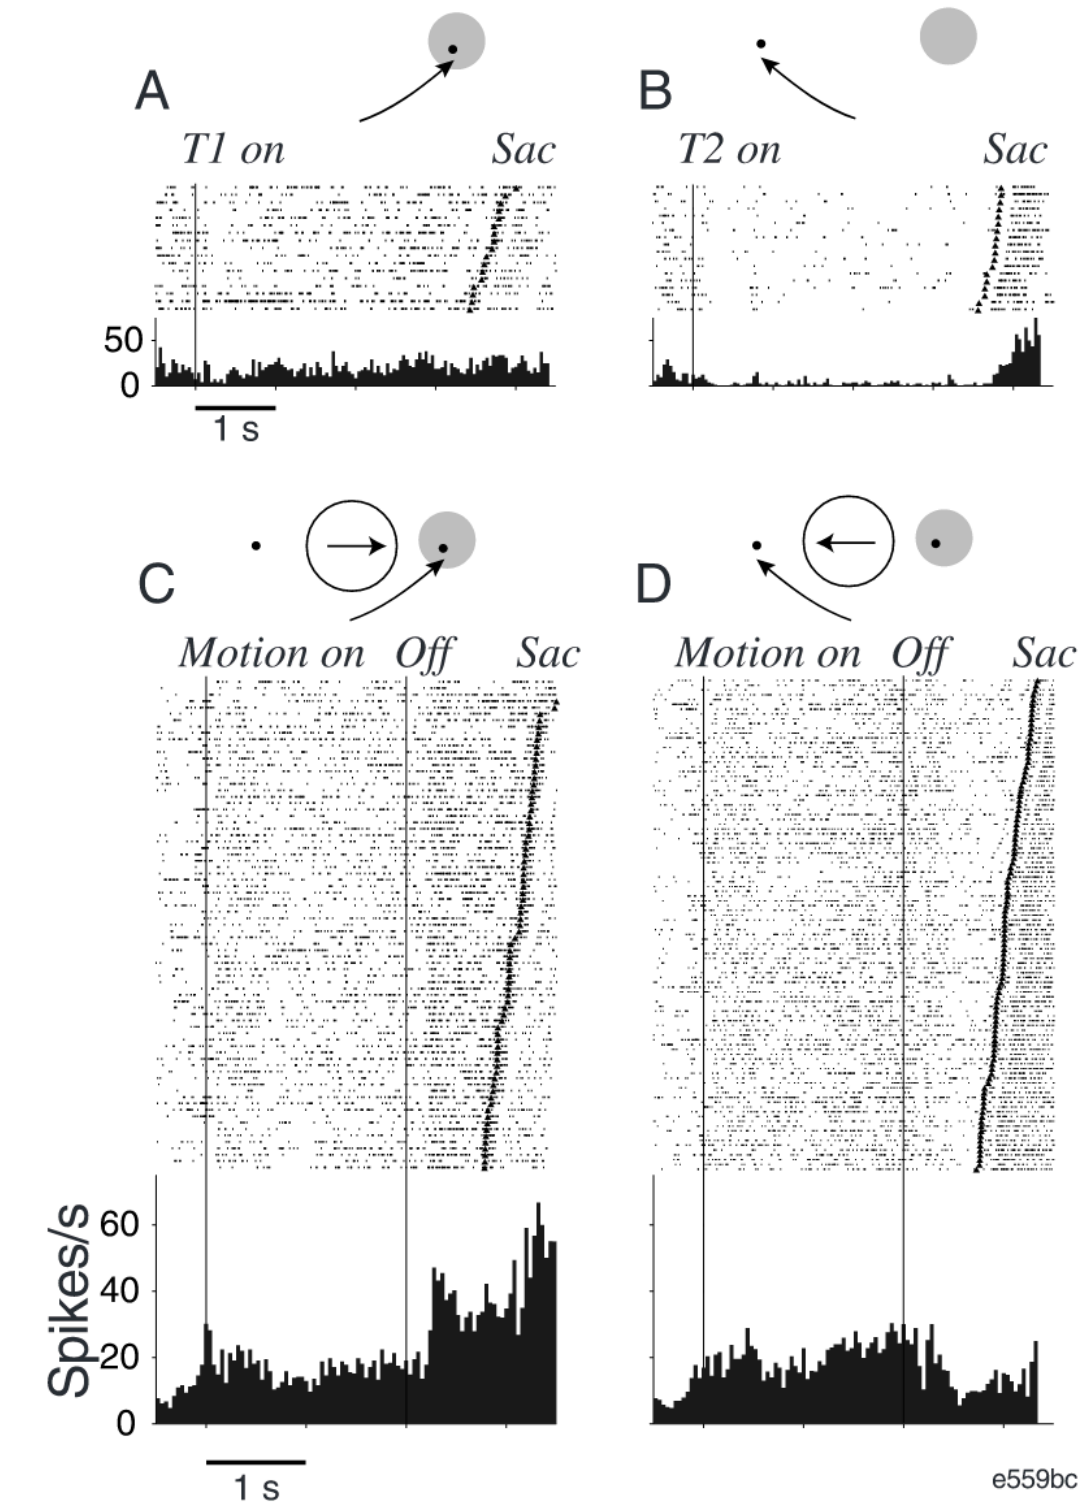 A
B
T1 on Sac
T2 on Sac
50
0
1 s
C
D
Motion on Off Sac
Motion on Off Sac
Spikes/s
60
40
20
0
1 s
e559bc